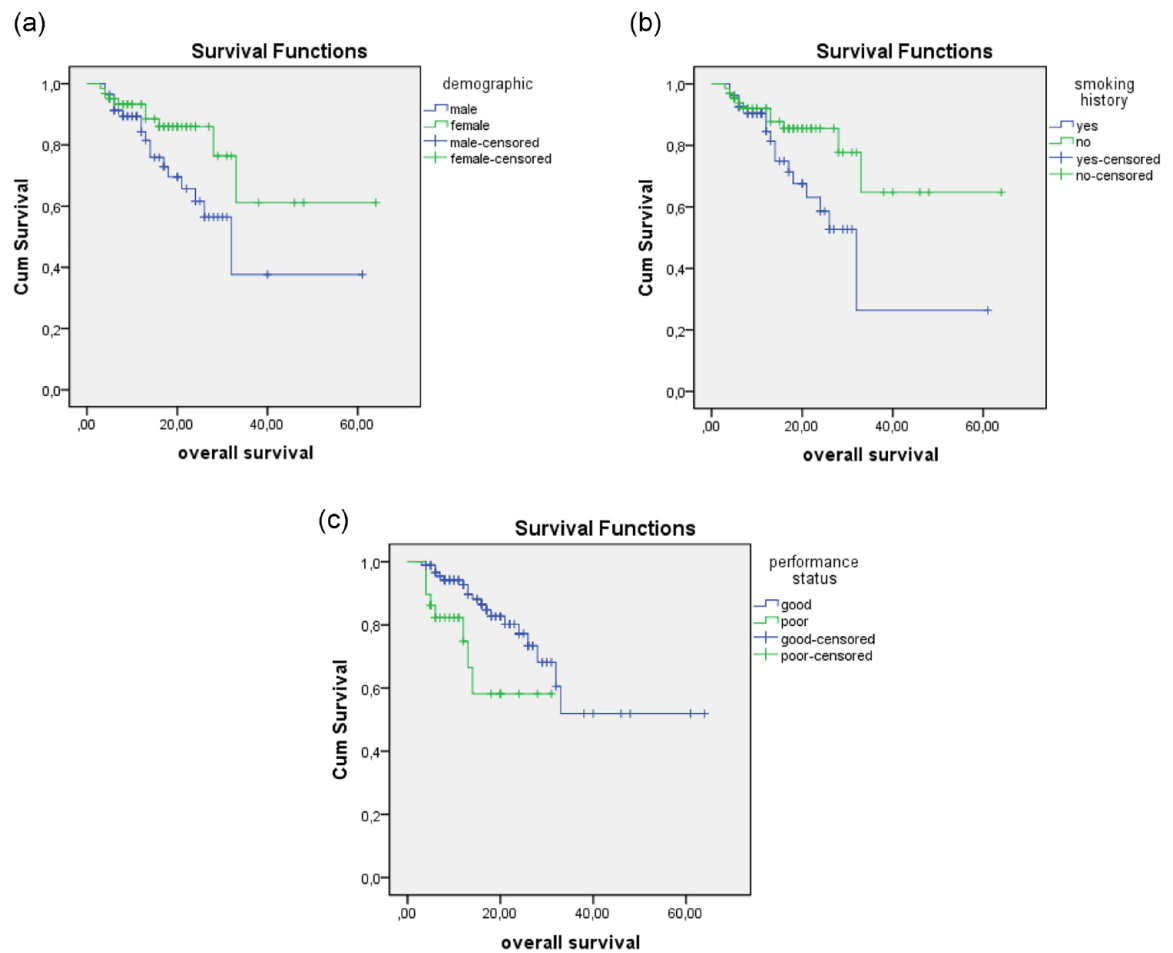 (a)
Survival Functions
1,0
0,8
0,6
0,4
0,2
0,0
Cum Survival
,00
20,00
40,00
60,00
overall survival
demographic
male
female
male-censored
female-censored
(b)
Survival Functions
1,0
0,8
0,6
0,4
0,2
0,0
Cum Survival
,00
20,00
40,00
60,00
overall survival
smoking
history
yes
no
yes-censored
no-censored
(c)
Survival Functions
1,0
0,8
0,6
0,4
0,2
0,0
Cum Survival
,00
20,00
40,00
60,00
overall survival
performance
status
good
poor
good-censored
poor-censored